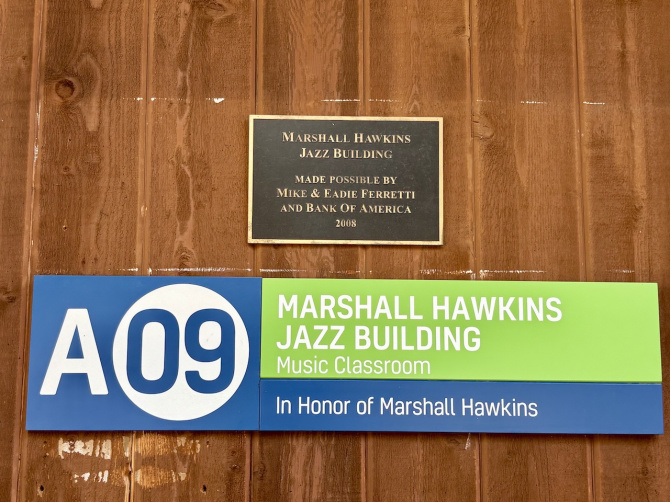 MARSHALL HAWKINS
JAZZ BUILDING
MADE POSSIBLE BY
MIKE & EADIE FERRETTI
AND BANK OF AMERICA
2008
A09
MARSHALL HAWKINS
JAZZ BUILDING
Music Classroom
In Honor of Marshall Hawkins